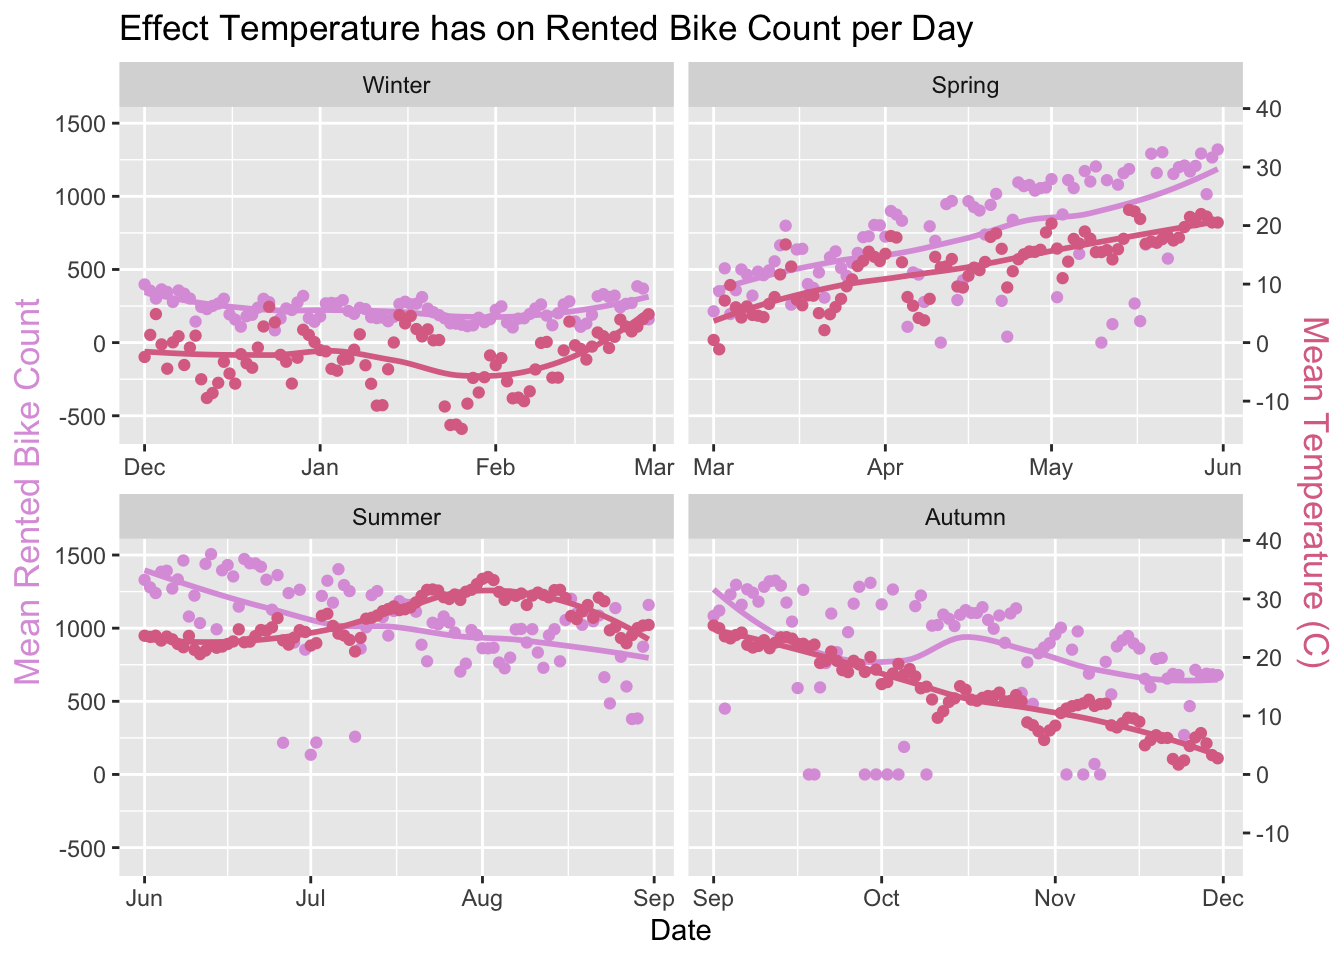 Effect Temperature has on Rented Bike Count per Day
Winter
Spring
1500
1000
500
0
-500
40
30
20
10
0
-10
Dec
Jan
Feb
Mar
Mar
Apr
May
Jun
Mean Rented Bike Count
Mean Temperature (C)
Summer
Autumn
1500
1000
500
0
-500
40
30
20
10
0
-10
Jun
Jul
Aug
Sep
Sep
Oct
Nov
Dec
Date